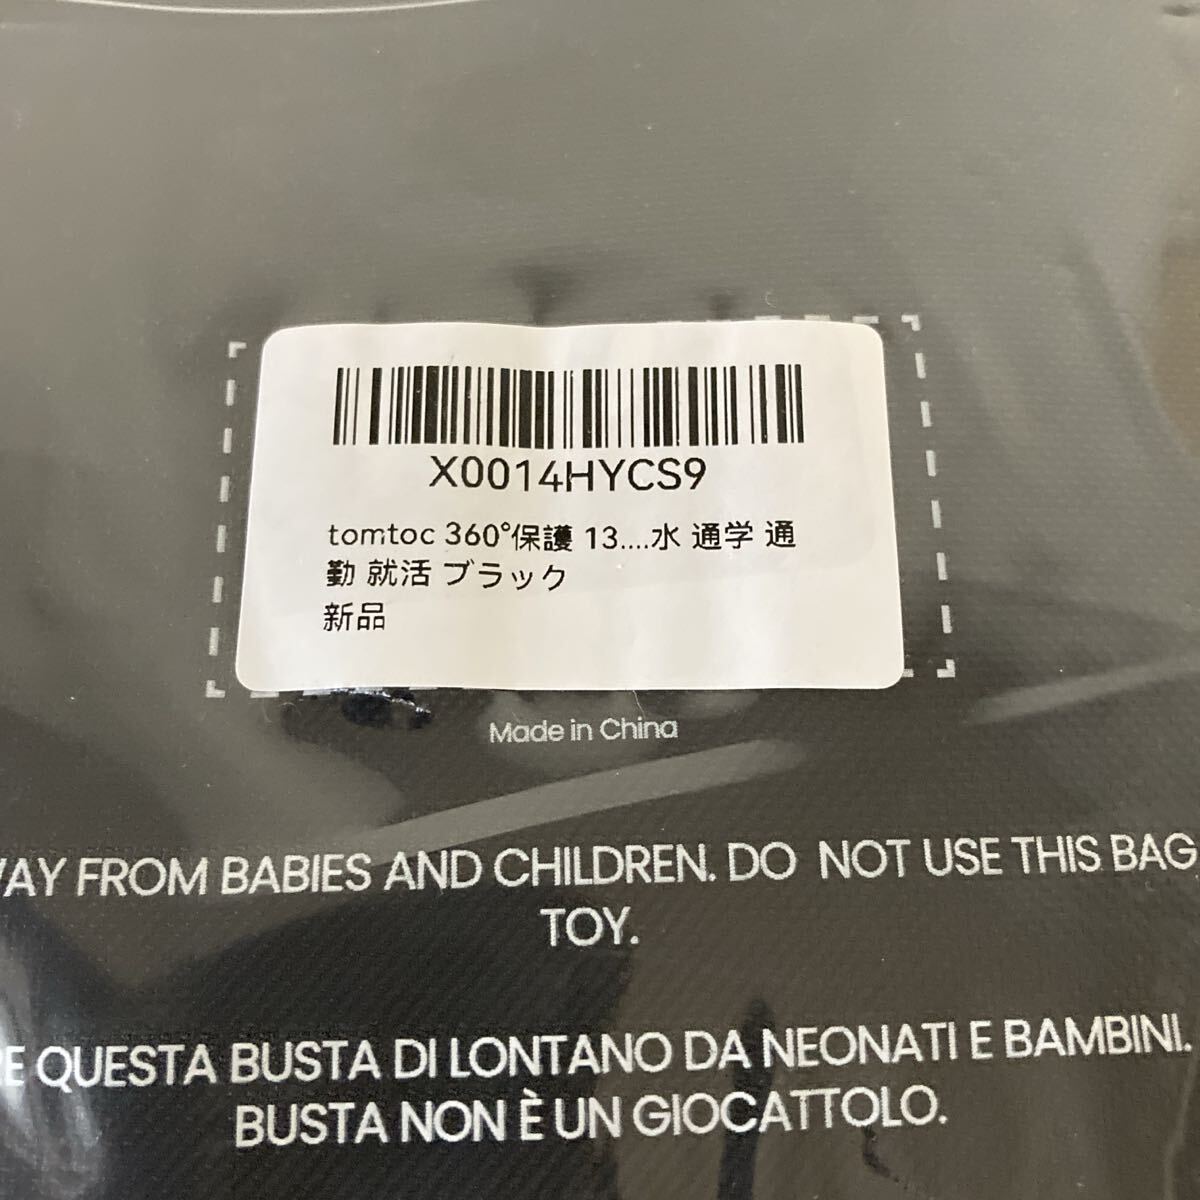 X0014HYCS9
tomtoc 360°保護 13....水 通学 通
勤 就活 ブラック
新品
Made in China
WAY FROM BABIES AND CHILDREN. DO NOT USE THIS BAG
TOY.
RE QUESTA BUSTA DI LONTANO DA NEONATI E BAMBINI.
BUSTA NON È UN GIOCATTOLO.